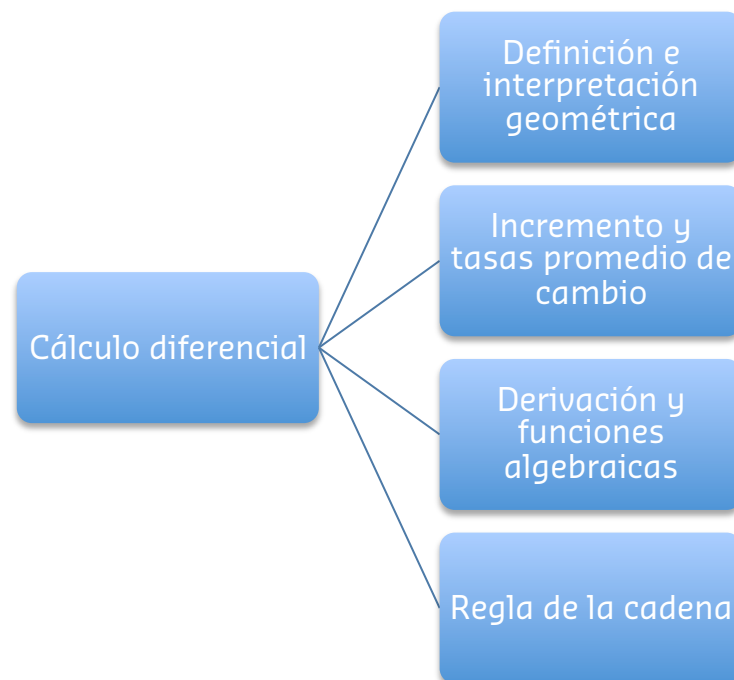 Cálculo diferencial
Definición e
interpretación
geométrica
Incremento y
tasas promedio de
cambio
Derivación y
funciones
algebraicas
Regla de la cadena